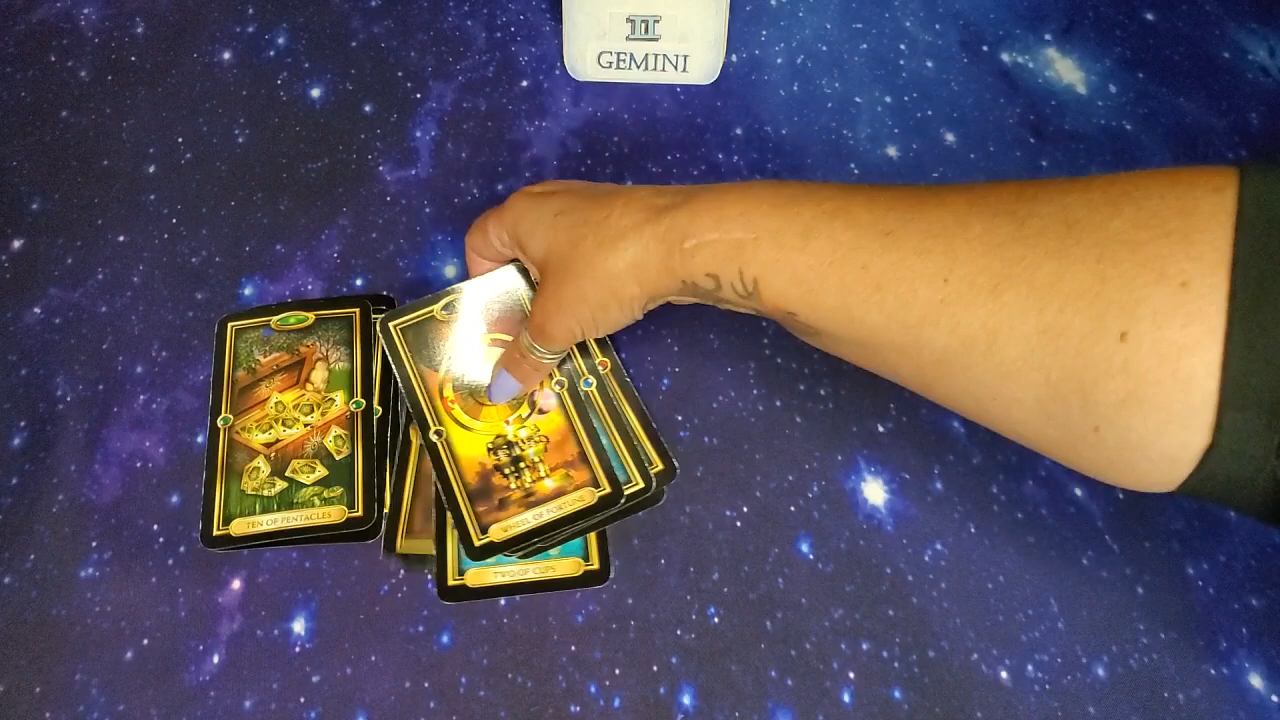 GEMINI
TEN OF PENTACLES
WHEEL OF FORTUNE
TWO OF CUPS